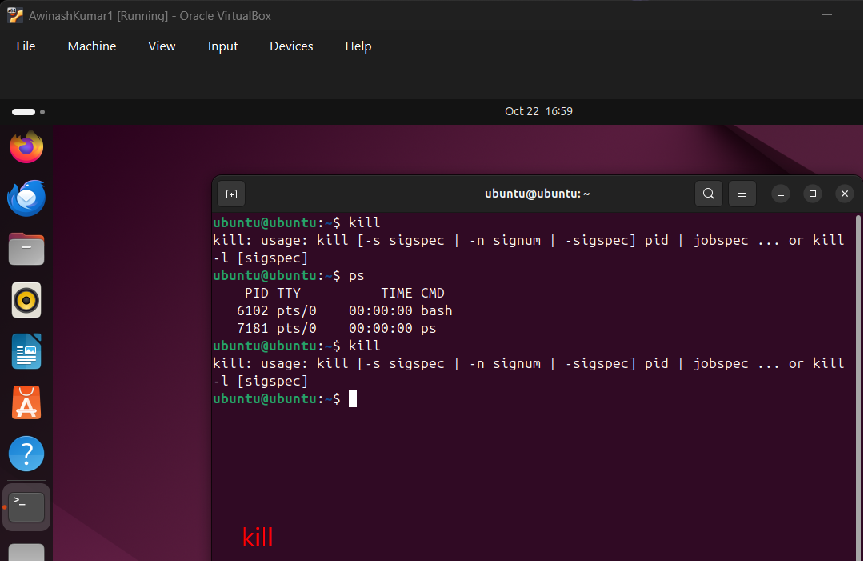 AwinashKumar1 [Running] - Oracle VirtualBox
File Machine View Input Devices Help
Oct 22 16:59
ubuntu@ubuntu: ~
ubuntu@ubuntu:~$ kill
kill: usage: kill [-s sigspec | -n signum | -sigspec] pid | jobspec ... or kill
-l [sigspec]
ubuntu@ubuntu:~$ ps
PID TTY TIME CMD
6102 pts/0 00:00:00 bash
7181 pts/0 00:00:00 ps
ubuntu@ubuntu:~$ kill
kill: usage: kill [-s sigspec | -n signum | -sigspec] pid | jobspec ... or kill
-l [sigspec]
ubuntu@ubuntu:~$
kill